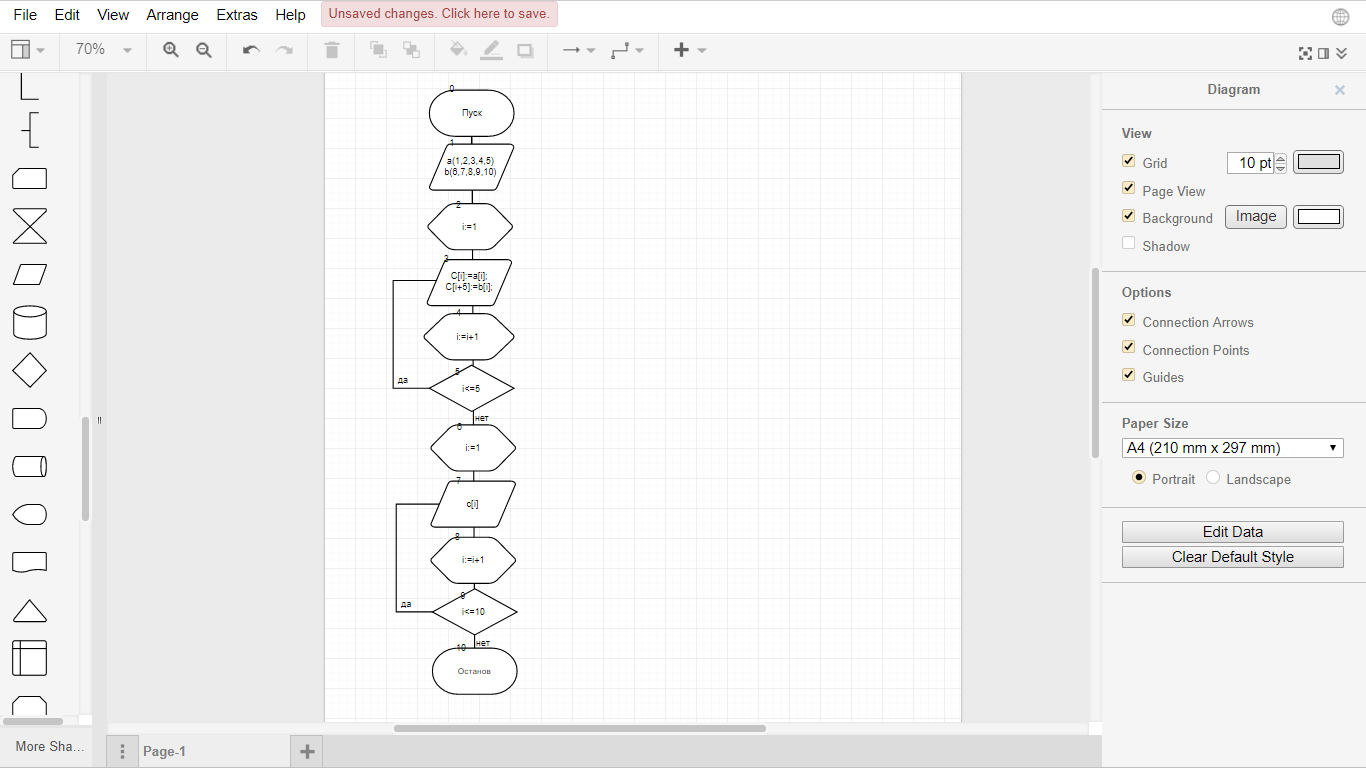 File Edit View Arrange Extras Help Unsaved changes. Click here to save.
70%
0
Пуск
1
a(1,2,3,4,5)
b(6,7,8,9,10)
2
i:=1
3
C[i]:=a[i];
C[i+5]:=b[i];
4
i:=i+1
5
i<=5
да
нет
6
i:=1
7
c[i]
8
i:=i+1
9
i<=10
да
нет
10
Останов
Diagram
View
Grid 10 pt
Page View
Background Image
Shadow
Options
Connection Arrows
Connection Points
Guides
Paper Size
A4 (210 mm x 297 mm)
Portrait Landscape
Edit Data
Clear Default Style
More Sha...
Page-1